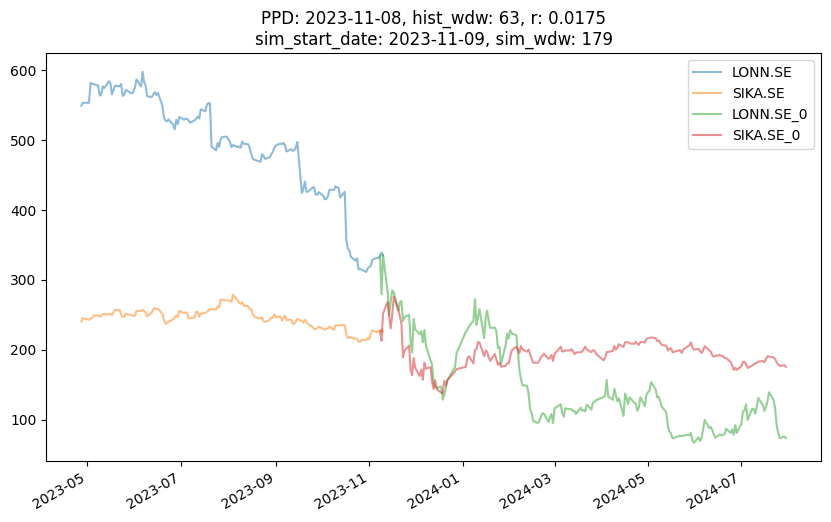 PPD: 2023-11-08, hist_wdw: 63, r: 0.0175
sim_start_date: 2023-11-09, sim_wdw: 179
600
500
400
300
200
100
LONN.SE
SIKA.SE
LONN.SE_0
SIKA.SE_0
2023-05
2023-07
2023-09
2023-11
2024-01
2024-03
2024-05
2024-07